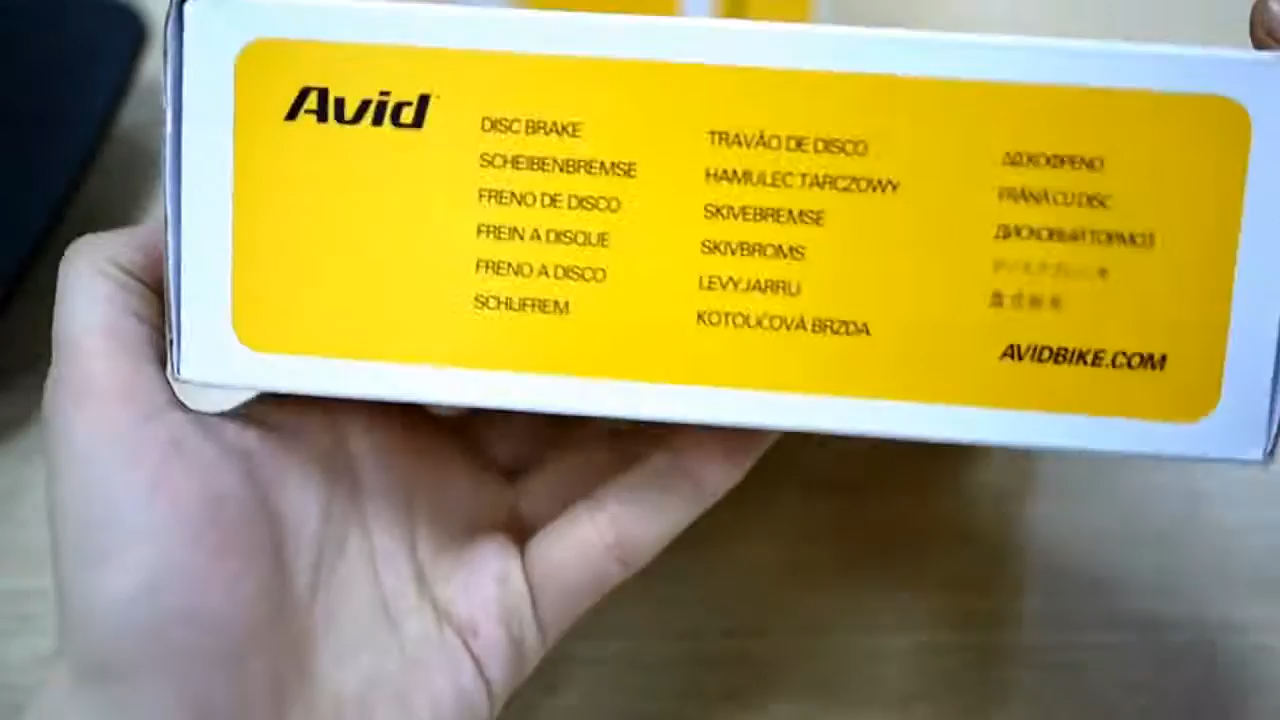 Avid
DISC BRAKE
SCHEIBENBREMSE
FRENO DE DISCO
FREIN À DISQUE
FRENO A DISCO
SCHIJFREM
TRAVÃO DE DISCO
HAMULEC TARCZOWY
SKIVEBREMSE
SKIVBROMS
LEVYJARRU
KOTOUČOVÁ BRZDA
ΔΙΣΚΟΦΡΕΝΟ
FRÂNĂ CU DISC
ДИСКОВЫЙ ТОРМОЗ
AVIDBIKE.COM